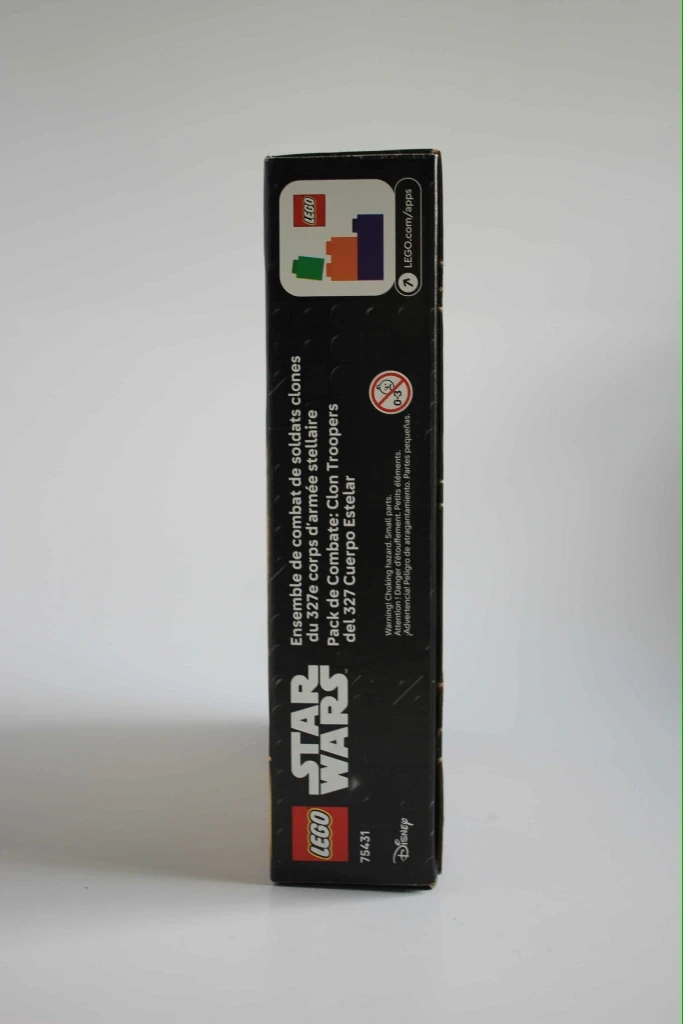 LEGO
STAR
WARS
75431
Disney
Ensemble de combat de soldats clones
du 327e corps d'armée stellaire
Pack de Combate: Clon Troopers
del 327 Cuerpo Estelar
Warning! Choking hazard. Small parts.
Attention ! Danger d'étouffement. Petits éléments.
¡Advertencia! Peligro de atragantamiento. Partes pequeñas.
0-3
LEGO
LEGO.com/apps